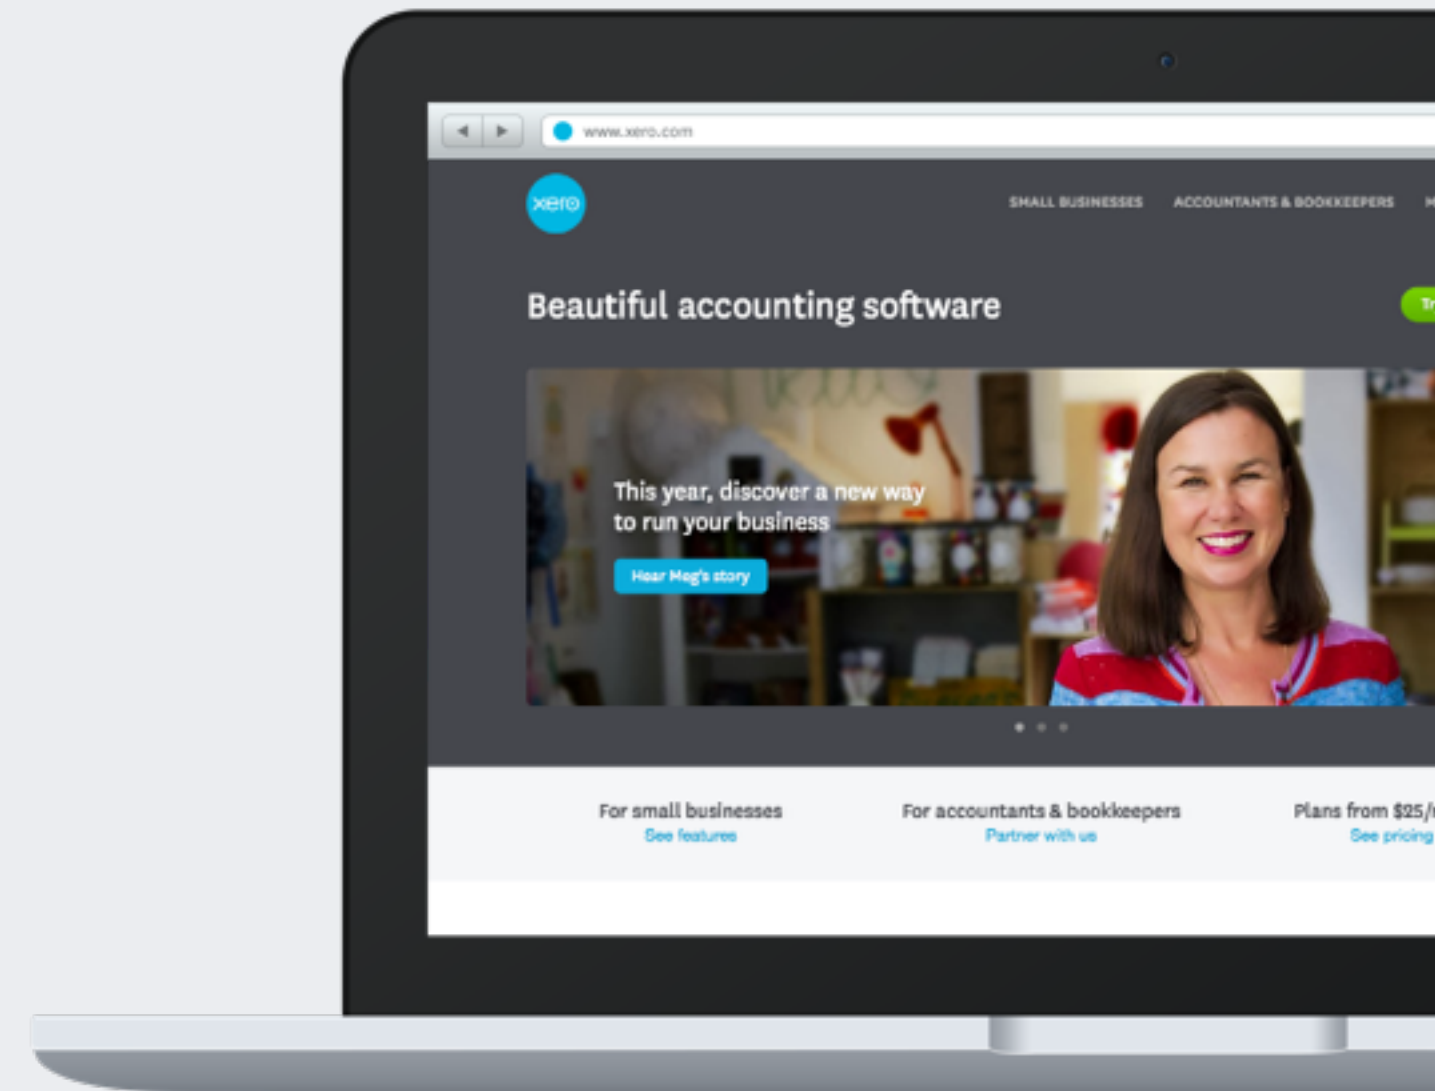 www.xero.com
xero
SMALL BUSINESSES
ACCOUNTANTS & BOOKKEEPERS
Beautiful accounting software
This year, discover a new way
to run your business
Hear Meg's story
For small businesses
See features
For accountants & bookkeepers
Partner with us
Plans from $25/
See pricing